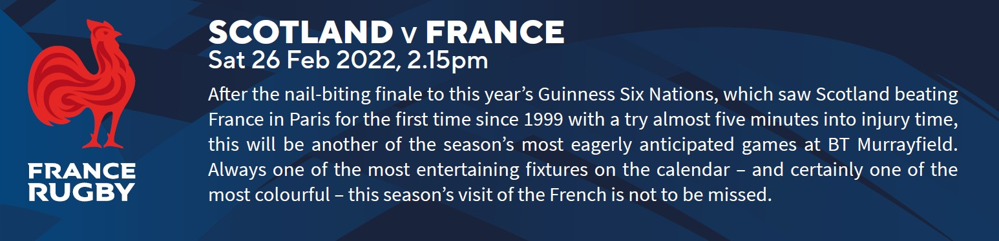 FRANCE
RUGBY
SCOTLAND v FRANCE
Sat 26 Feb 2022, 2.15pm
After the nail-biting finale to this year’s Guinness Six Nations, which saw Scotland beating
France in Paris for the first time since 1999 with a try almost five minutes into injury time,
this will be another of the season’s most eagerly anticipated games at BT Murrayfield.
Always one of the most entertaining fixtures on the calendar – and certainly one of the
most colourful – this season’s visit of the French is not to be missed.